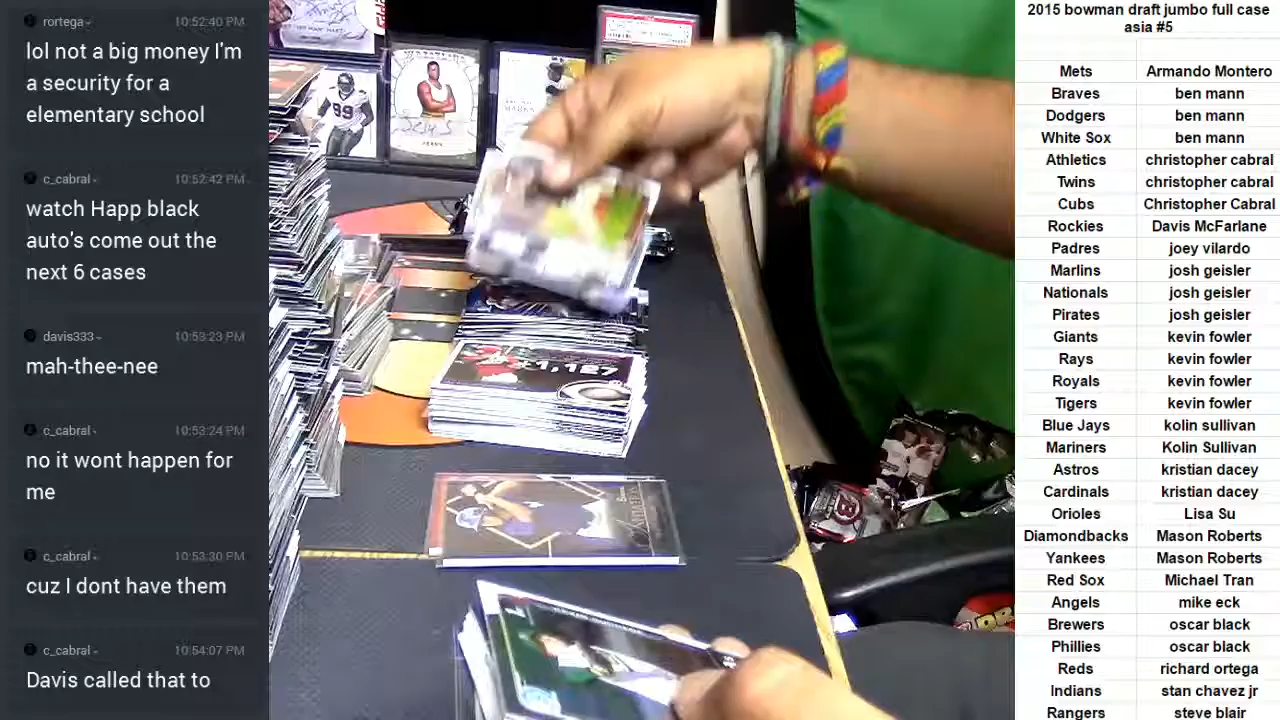 rortega 10:52:40 PM
lol not a big money I'm
a security for a
elementary school
c_cabral 10:52:42 PM
watch Happ black
auto's come out the
next 6 cases
davis333 10:53:23 PM
mah-thee-nee
c_cabral 10:53:24 PM
no it wont happen for
me
c_cabral 10:53:30 PM
cuz I dont have them
c_cabral 10:54:07 PM
Davis called that to
99
1,127
2015 bowman draft jumbo full case
asia #5
Mets Armando Montero
Braves ben mann
Dodgers ben mann
White Sox ben mann
Athletics christopher cabral
Twins christopher cabral
Cubs Christopher Cabral
Rockies Davis McFarlane
Padres joey vilardo
Marlins josh geisler
Nationals josh geisler
Pirates josh geisler
Giants kevin fowler
Rays kevin fowler
Royals kevin fowler
Tigers kevin fowler
Blue Jays kolin sullivan
Mariners Kolin Sullivan
Astros kristian dacey
Cardinals kristian dacey
Orioles Lisa Su
Diamondbacks Mason Roberts
Yankees Mason Roberts
Red Sox Michael Tran
Angels mike eck
Brewers oscar black
Phillies oscar black
Reds richard ortega
Indians stan chavez jr
Rangers steve blair